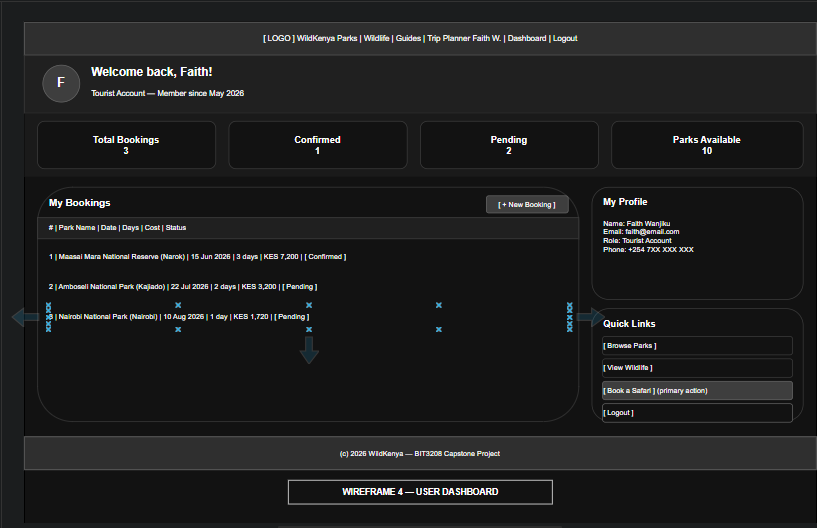 [ LOGO ] WildKenya Parks | Wildlife | Guides | Trip Planner Faith W. | Dashboard | Logout
F
Welcome back, Faith!
Tourist Account — Member since May 2026
Total Bookings
3
Confirmed
1
Pending
2
Parks Available
10
My Bookings
[ + New Booking ]
# | Park Name | Date | Days | Cost | Status
1 | Maasai Mara National Reserve (Narok) | 15 Jun 2026 | 3 days | KES 7,200 | [ Confirmed ]
2 | Amboseli National Park (Kajiado) | 22 Jul 2026 | 2 days | KES 3,200 | [ Pending ]
3 | Nairobi National Park (Nairobi) | 10 Aug 2026 | 1 day | KES 1,720 | [ Pending ]
My Profile
Name: Faith Wanjiku
Email: faith@email.com
Role: Tourist Account
Phone: +254 7XX XXX XXX
Quick Links
[ Browse Parks ]
[ View Wildlife ]
[ Book a Safari ] (primary action)
[ Logout ]
(c) 2026 WildKenya — BIT3208 Capstone Project
WIREFRAME 4 — USER DASHBOARD